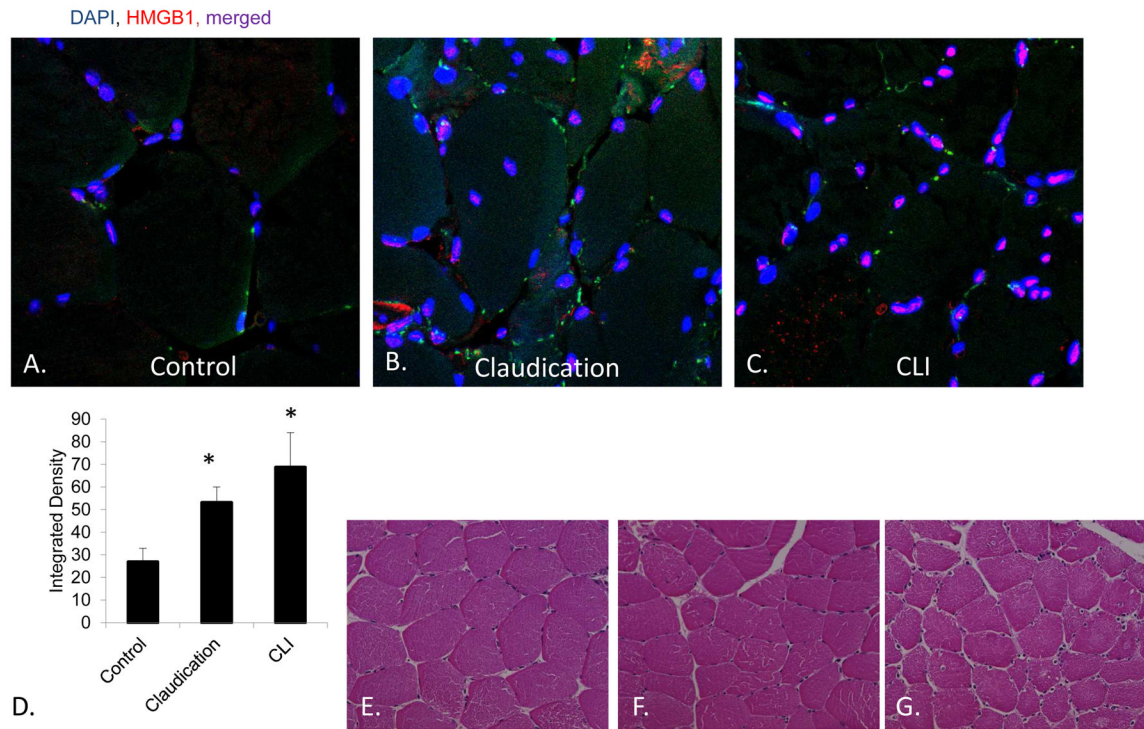 DAPI, HMGB1, merged
A. Control
B. Claudication
C. CLI
90
80
70
60
50
40
30
20
10
0
Integrated Density
* *
Control
Claudication
CLI
D.
E.
F.
G.